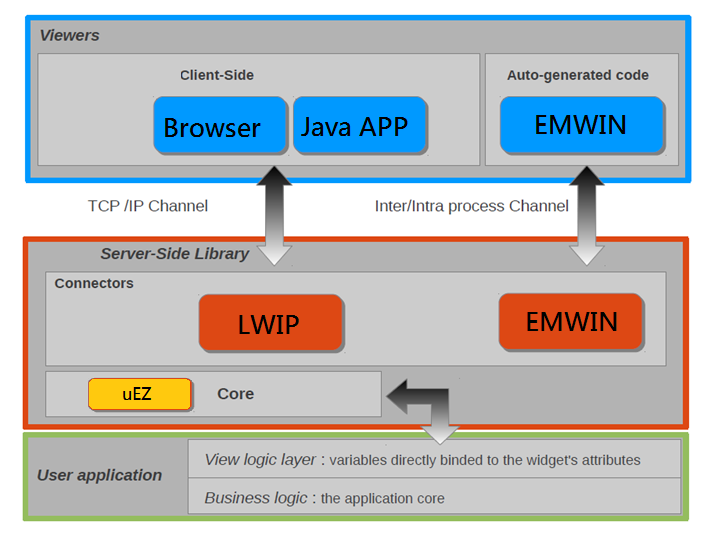 Viewers
Client-Side
Auto-generated code
Browser
Java APP
EMWIN
TCP /IP Channel
Inter/Intra process Channel
Server-Side Library
Connectors
LWIP
EMWIN
uEZ
Core
User application
View logic layer : variables directly binded to the widget's attributes
Business logic : the application core